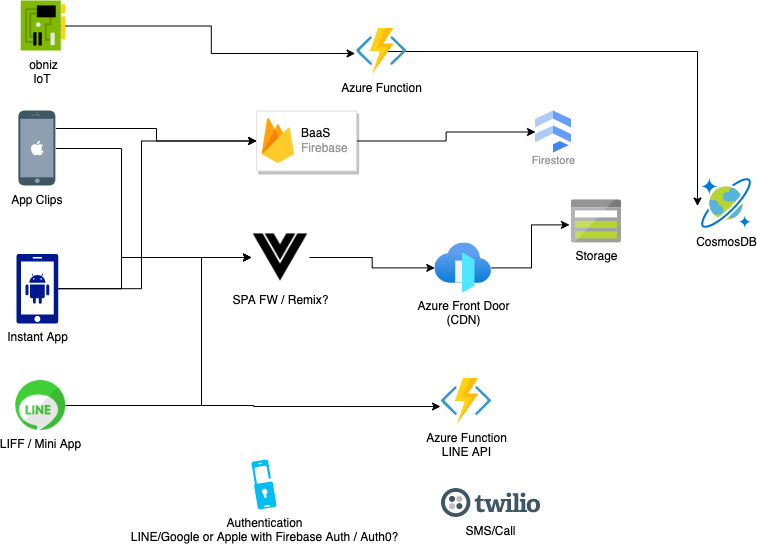 obniz
IoT
Azure Function
App Clips
BaaS
Firebase
Firestore
CosmosDB
Storage
SPA FW / Remix?
Azure Front Door
(CDN)
Instant App
LINE
LIFF / Mini App
Azure Function
LINE API
Authentication
LINE/Google or Apple with Firebase Auth / Auth0?
twilio
SMS/Call